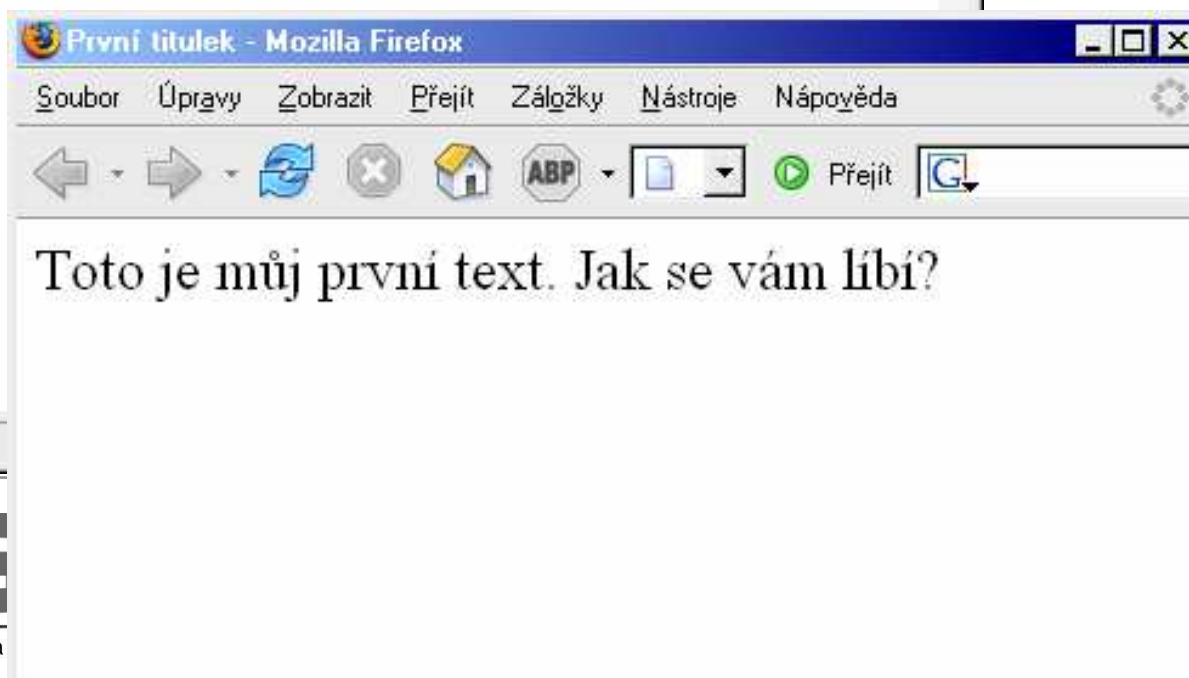 První titulek - Mozilla Firefox
Soubor Úpravy Zobrazit Přejít Záložky Nástroje Nápověda
ABP Přejít G
Toto je můj první text. Jak se vám líbí?